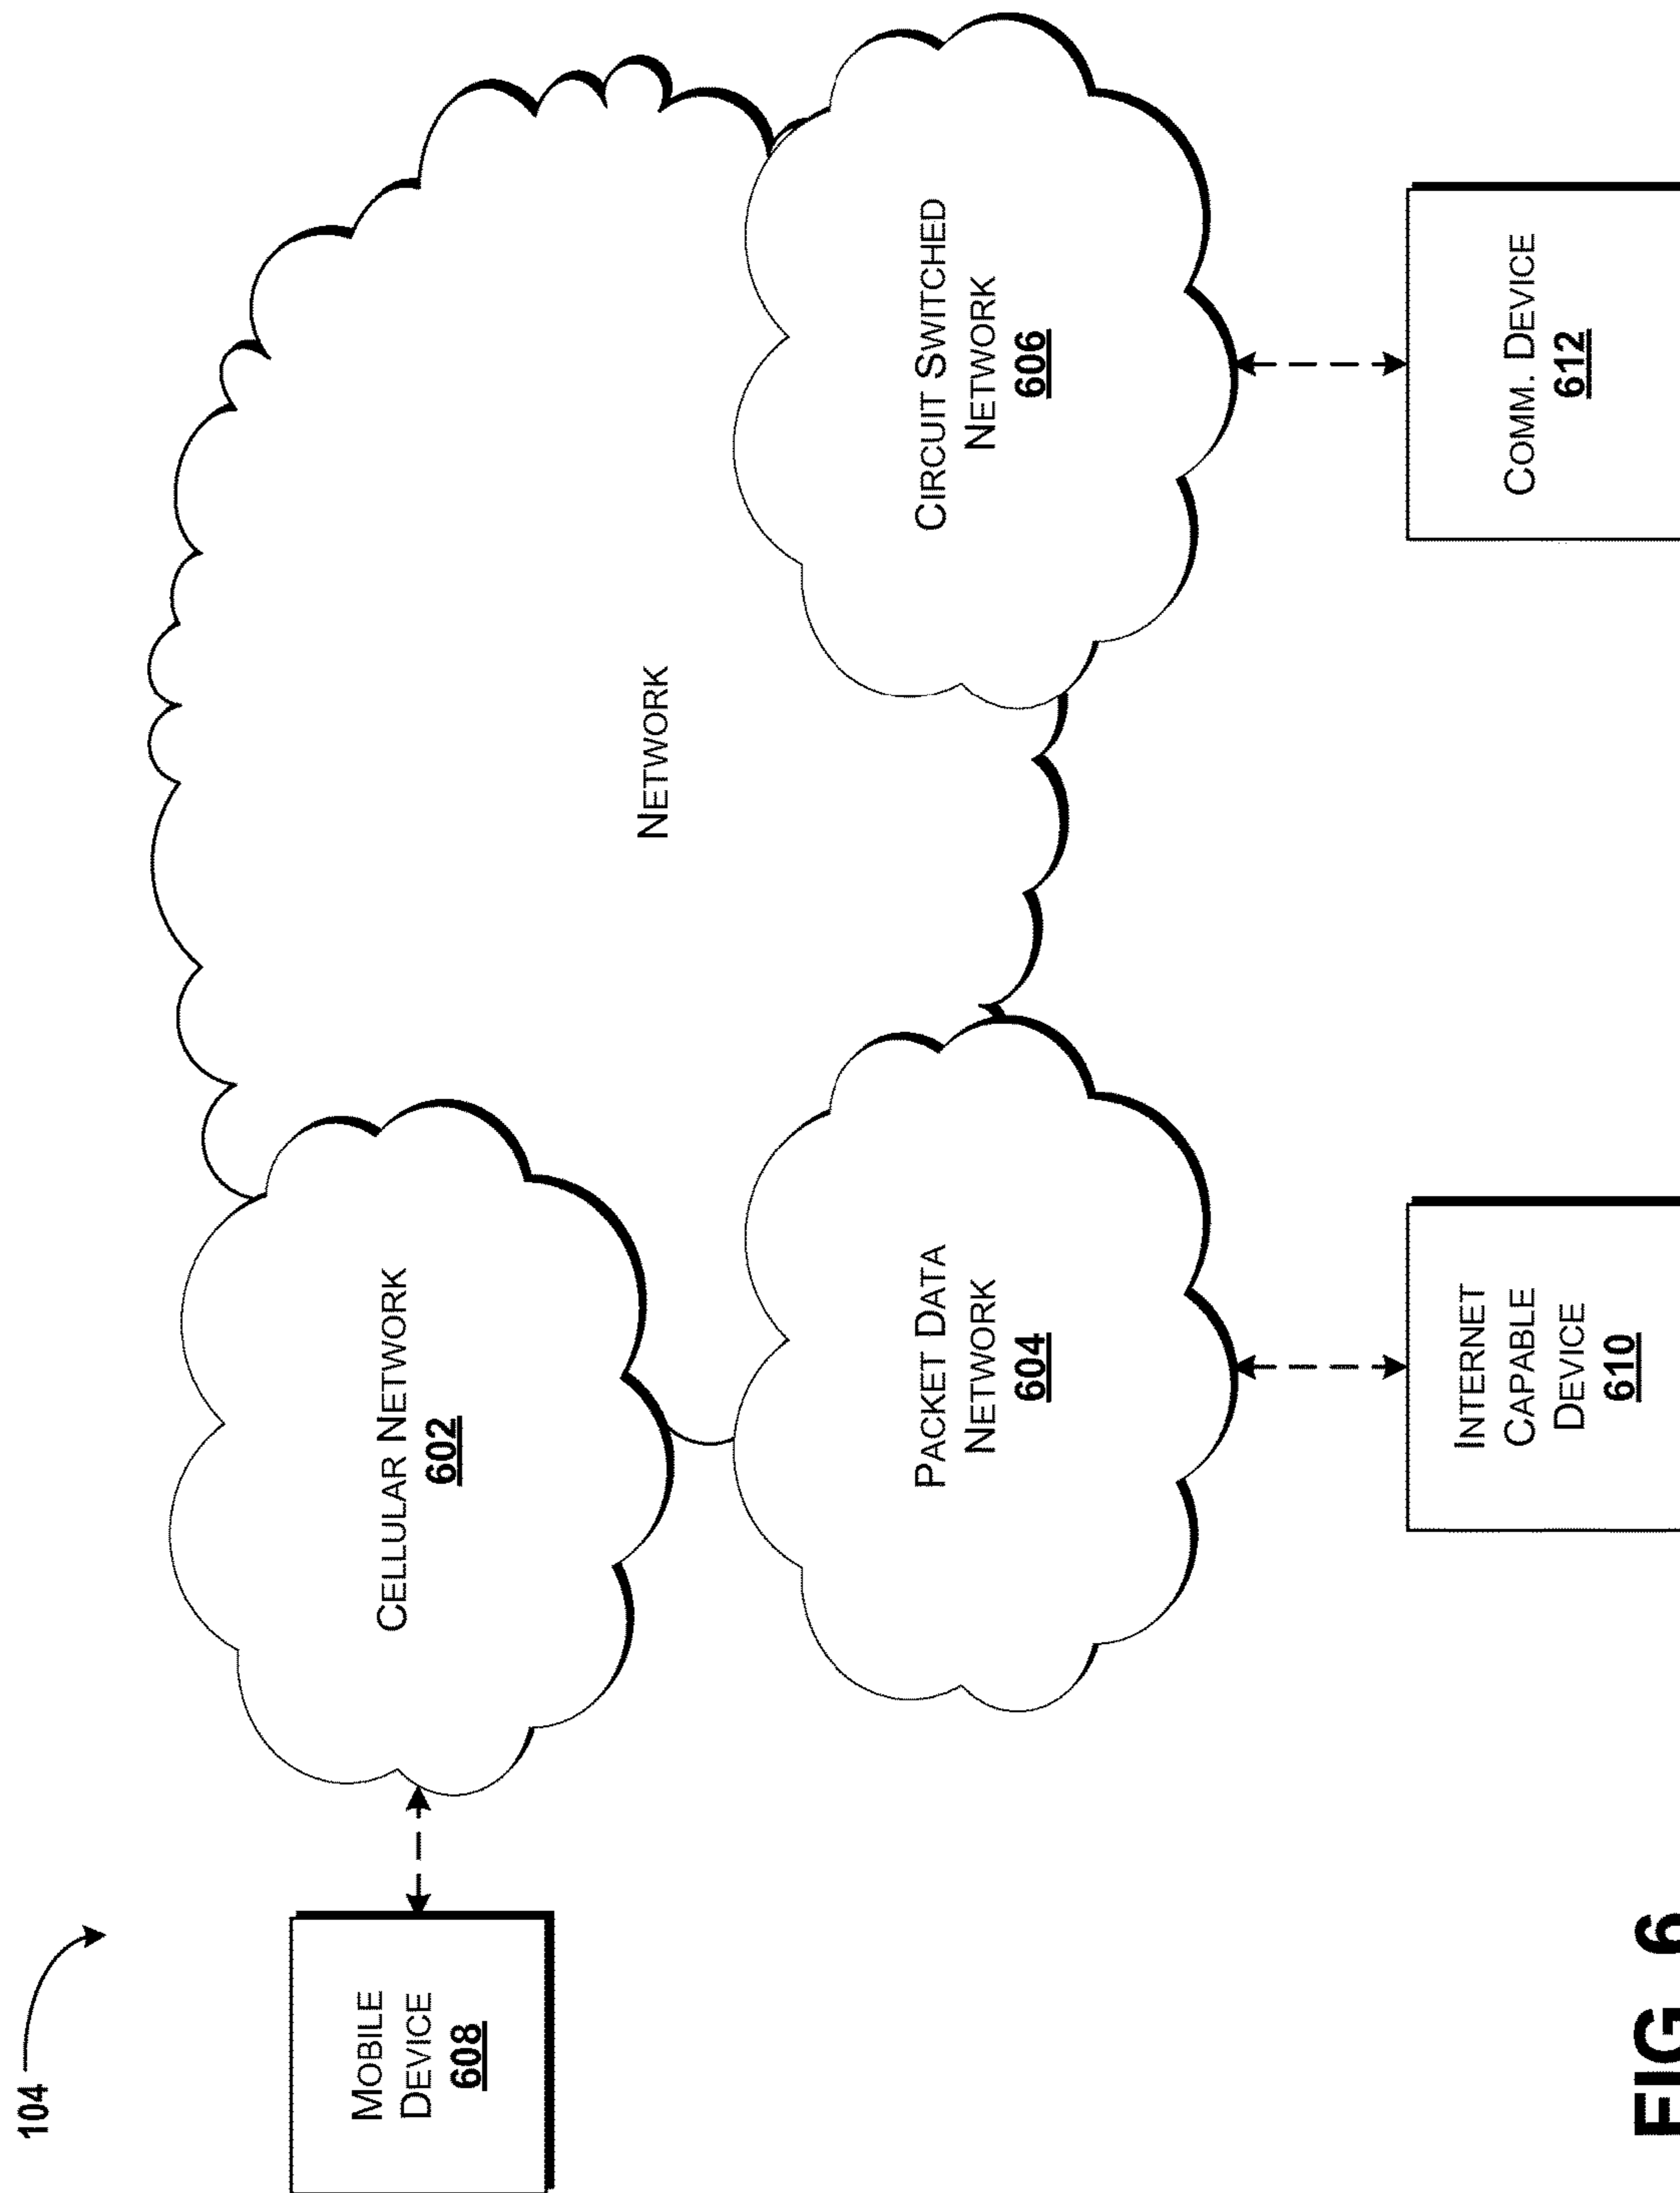 104
MOBILE
DEVICE
608
CELLULAR NETWORK
602
NETWORK
PACKET DATA
NETWORK
604
CIRCUIT SWITCHED
NETWORK
606
INTERNET
CAPABLE
DEVICE
610
COMM. DEVICE
612
FIG. 6